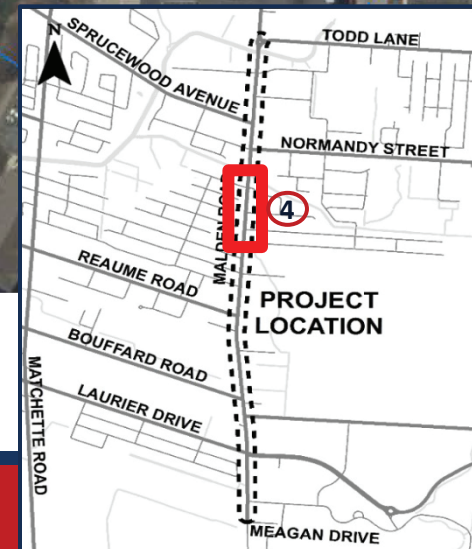 N
SPRUCEWOOD AVENUE
TODD LANE
NORMANDY STREET
MALDEN ROAD
4
REAUME ROAD
PROJECT
LOCATION
BOUFFARD ROAD
MATCHETTE ROAD
LAURIER DRIVE
MEAGAN DRIVE